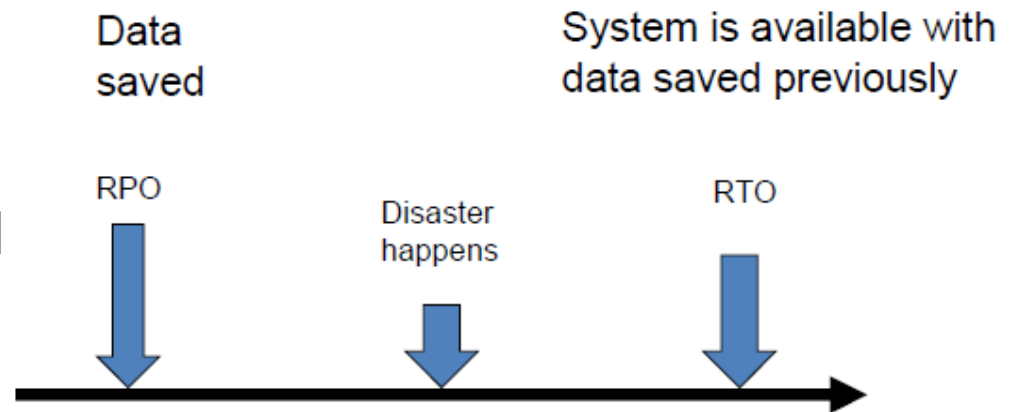 Data
saved
System is available with
data saved previously
RPO
Disaster
happens
RTO